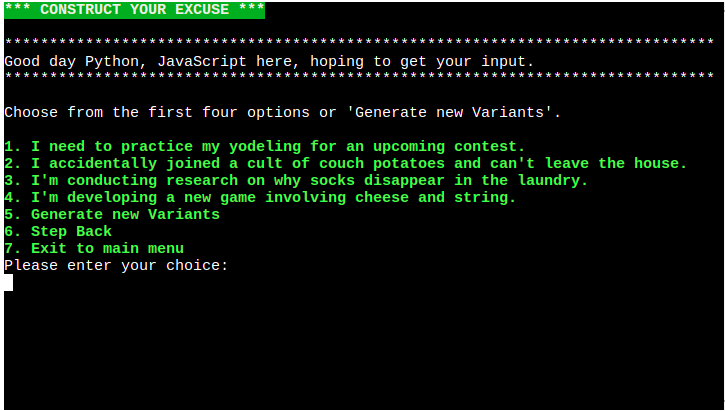 *** CONSTRUCT YOUR EXCUSE ***
*******************************************************************************
Good day Python, JavaScript here, hoping to get your input.
*******************************************************************************
Choose from the first four options or 'Generate new Variants'.
1. I need to practice my yodeling for an upcoming contest.
2. I accidentally joined a cult of couch potatoes and can't leave the house.
3. I'm conducting research on why socks disappear in the laundry.
4. I'm developing a new game involving cheese and string.
5. Generate new Variants
6. Step Back
7. Exit to main menu
Please enter your choice: